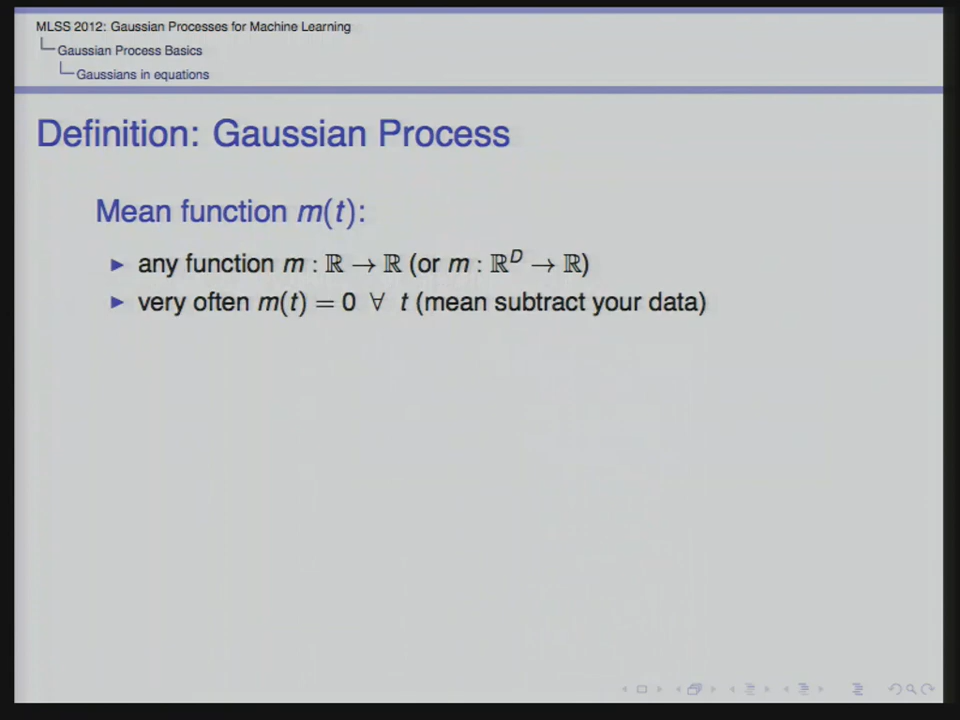 MLSS 2012: Gaussian Processes for Machine Learning
Gaussian Process Basics
Gaussians in equations
Definition: Gaussian Process
Mean function m(t):
▶ any function m : ℝ → ℝ (or m : ℝᴰ → ℝ)
▶ very often m(t) = 0 ∀ t (mean subtract your data)